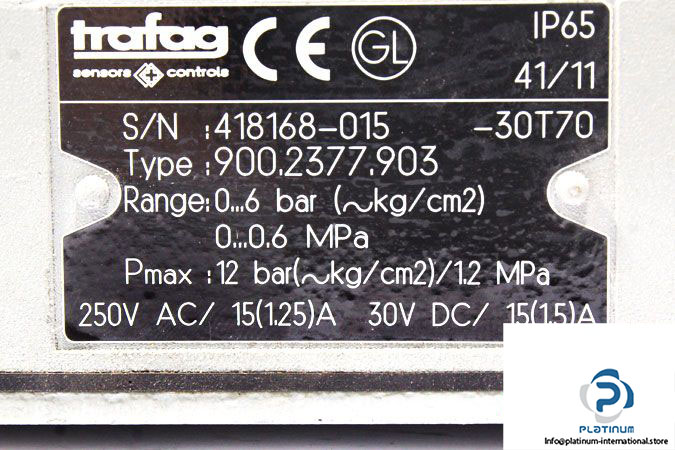 trafag CE GL IP65
sensors controls 41/11
S/N :418168-015 -30T70
Type :900.2377.903
Range:0...6 bar (~kg/cm2)
0...0.6 MPa
Pmax :12 bar(~kg/cm2)/1.2 MPa
250V AC/ 15(1.25)A 30V DC/ 15(1.5)A
PLATINUM
Info@platinum-international.store